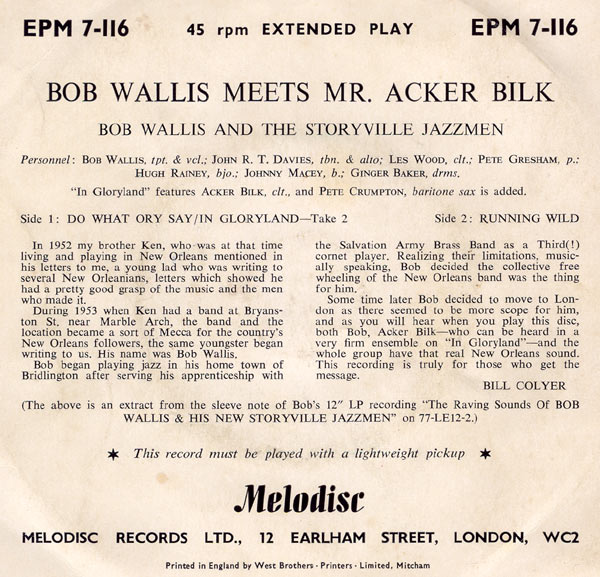 EPM 7-116 45 rpm EXTENDED PLAY EPM 7-116
BOB WALLIS MEETS MR. ACKER BILK
BOB WALLIS AND THE STORYVILLE JAZZMEN
Personnel: BOB WALLIS, tpt. & vcl.; JOHN R. T. DAVIES, tbn. & alto; LES WOOD, clt.; PETE GRESHAM, p.;
HUGH RAINEY, bjo.; JOHNNY MACEY, b.; GINGER BAKER, drms.
"In Gloryland" features ACKER BILK, clt., and PETE CRUMPTON, baritone sax is added.
Side 1: DO WHAT ORY SAY/IN GLORYLAND—Take 2 Side 2: RUNNING WILD
In 1952 my brother Ken, who was at that time
living and playing in New Orleans mentioned in
his letters to me, a young lad who was writing to
several New Orleanians, letters which showed he
had a pretty good grasp of the music and the men
who made it.
During 1953 when Ken had a band at Bryans-
ton St, near Marble Arch, the band and the
location became a sort of Mecca for the country's
New Orleans followers, the same youngster began
writing to us. His name was Bob Wallis.
Bob began playing jazz in his home town of
Bridlington after serving his apprenticeship with
the Salvation Army Brass Band as a Third(!)
cornet player. Realizing their limitations, music-
ally speaking, Bob decided the collective free
wheeling of the New Orleans band was the thing
for him.
Some time later Bob decided to move to Lon-
don as there seemed to be more scope for him,
and as you will hear when you play this disc,
both Bob, Acker Bilk—who can be heard in a
very firm ensemble on "In Gloryland"—and the
whole group have that real New Orleans sound.
This recording is truly for those who get the
message.
BILL COLYER
(The above is an extract from the sleeve note of Bob's 12" LP recording "The Raving Sounds Of BOB
WALLIS & HIS NEW STORYVILLE JAZZMEN" on 77-LE12-2.)
★ This record must be played with a lightweight pickup ★
Melodisc
MELODISC RECORDS LTD., 12 EARLHAM STREET, LONDON, WC2
Printed in England by West Brothers · Printers · Limited, Mitcham